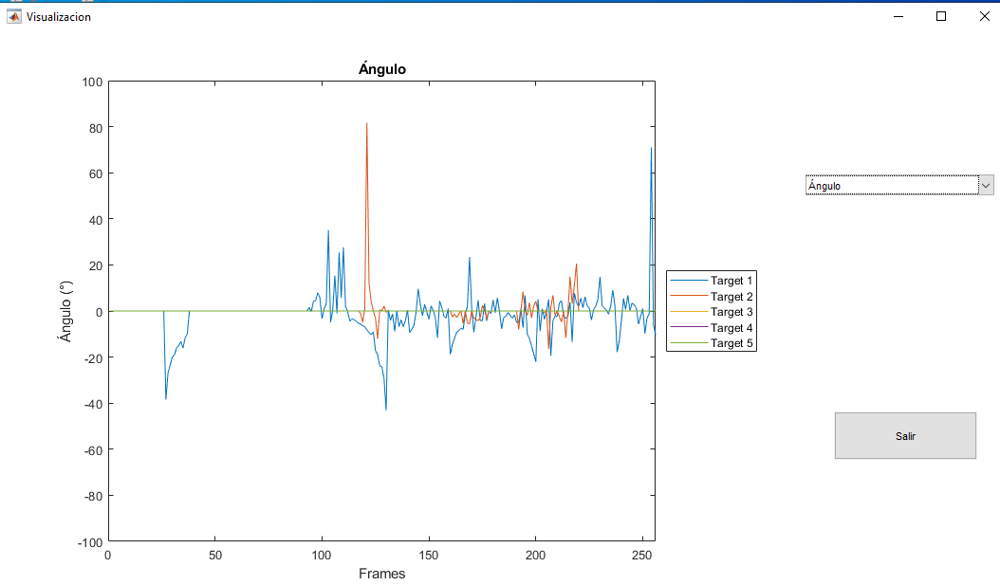 Visualizacion
Ángulo
100
80
60
40
20
0
-20
-40
-60
-80
-100
Ángulo (°)
0
50
100
150
200
250
Frames
Target 1
Target 2
Target 3
Target 4
Target 5
Ángulo
Salir